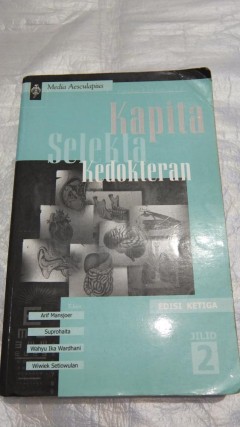 Media Aesculapius
Kapita
Selekta
Kedokteran
EDISI KETIGA
Arif Mansjoer
Suprohaita
Wahyu Ika Wardhani
Wiwiek Setiowulan
JILID
2